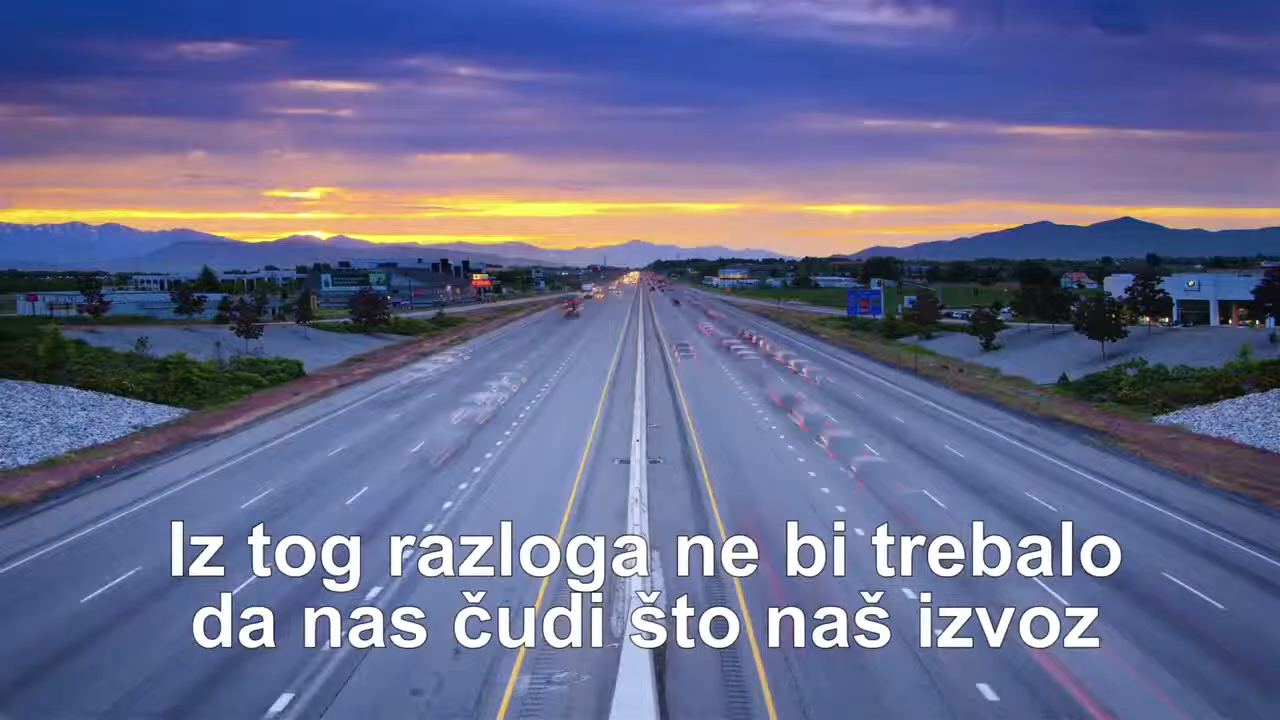 Iz tog razloga ne bi trebalo
da nas čudi što naš izvoz